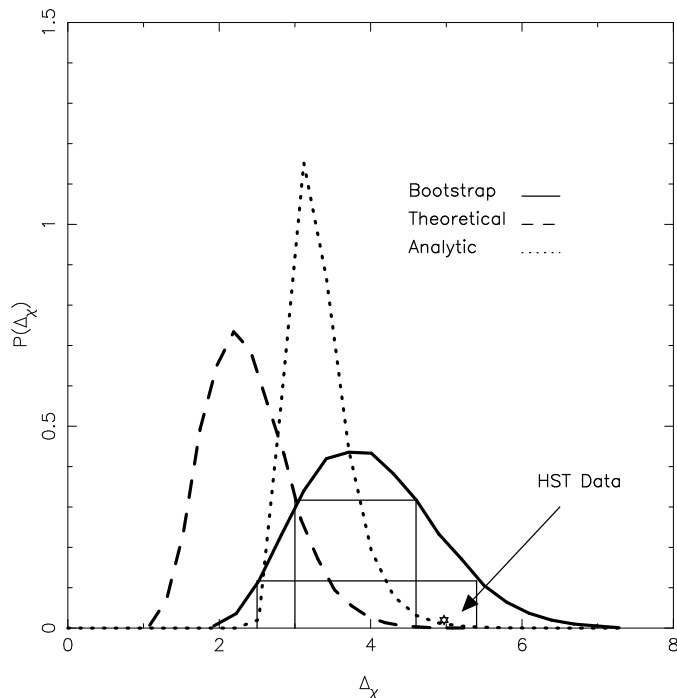 1.5
1
0.5
0
P(Δχ)
Bootstrap
Theoretical
Analytic
HST Data
0 2 4 6 8
Δχ